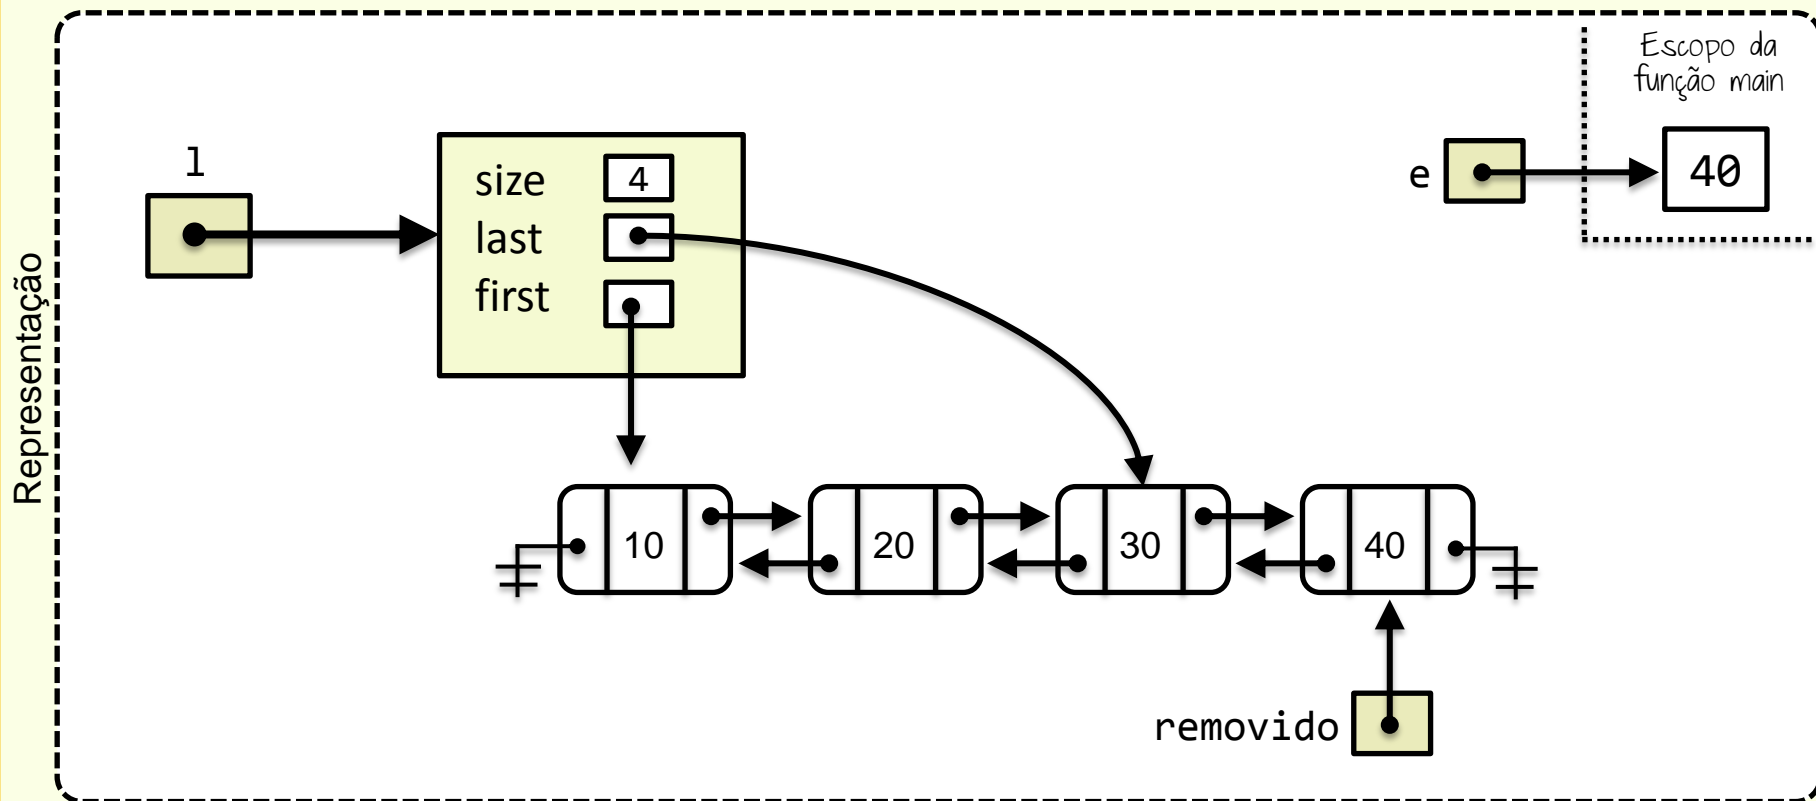 Representação
Escopo da
função main
l
size 4
last
first
e
40
10
20
30
40
removido